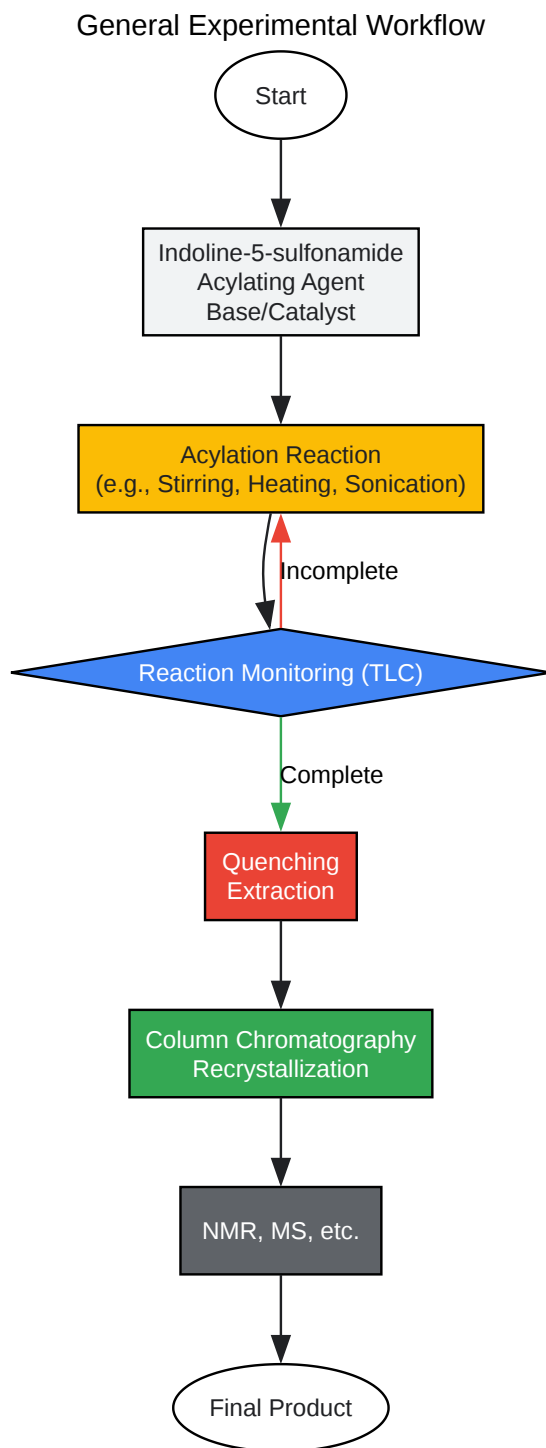 General Experimental Workflow
Start
Indoline-5-sulfonamide
Acylating Agent
Base/Catalyst
Acylation Reaction
(e.g., Stirring, Heating, Sonication)
Incomplete
Reaction Monitoring (TLC)
Complete
Quenching
Extraction
Column Chromatography
Recrystallization
NMR, MS, etc.
Final Product